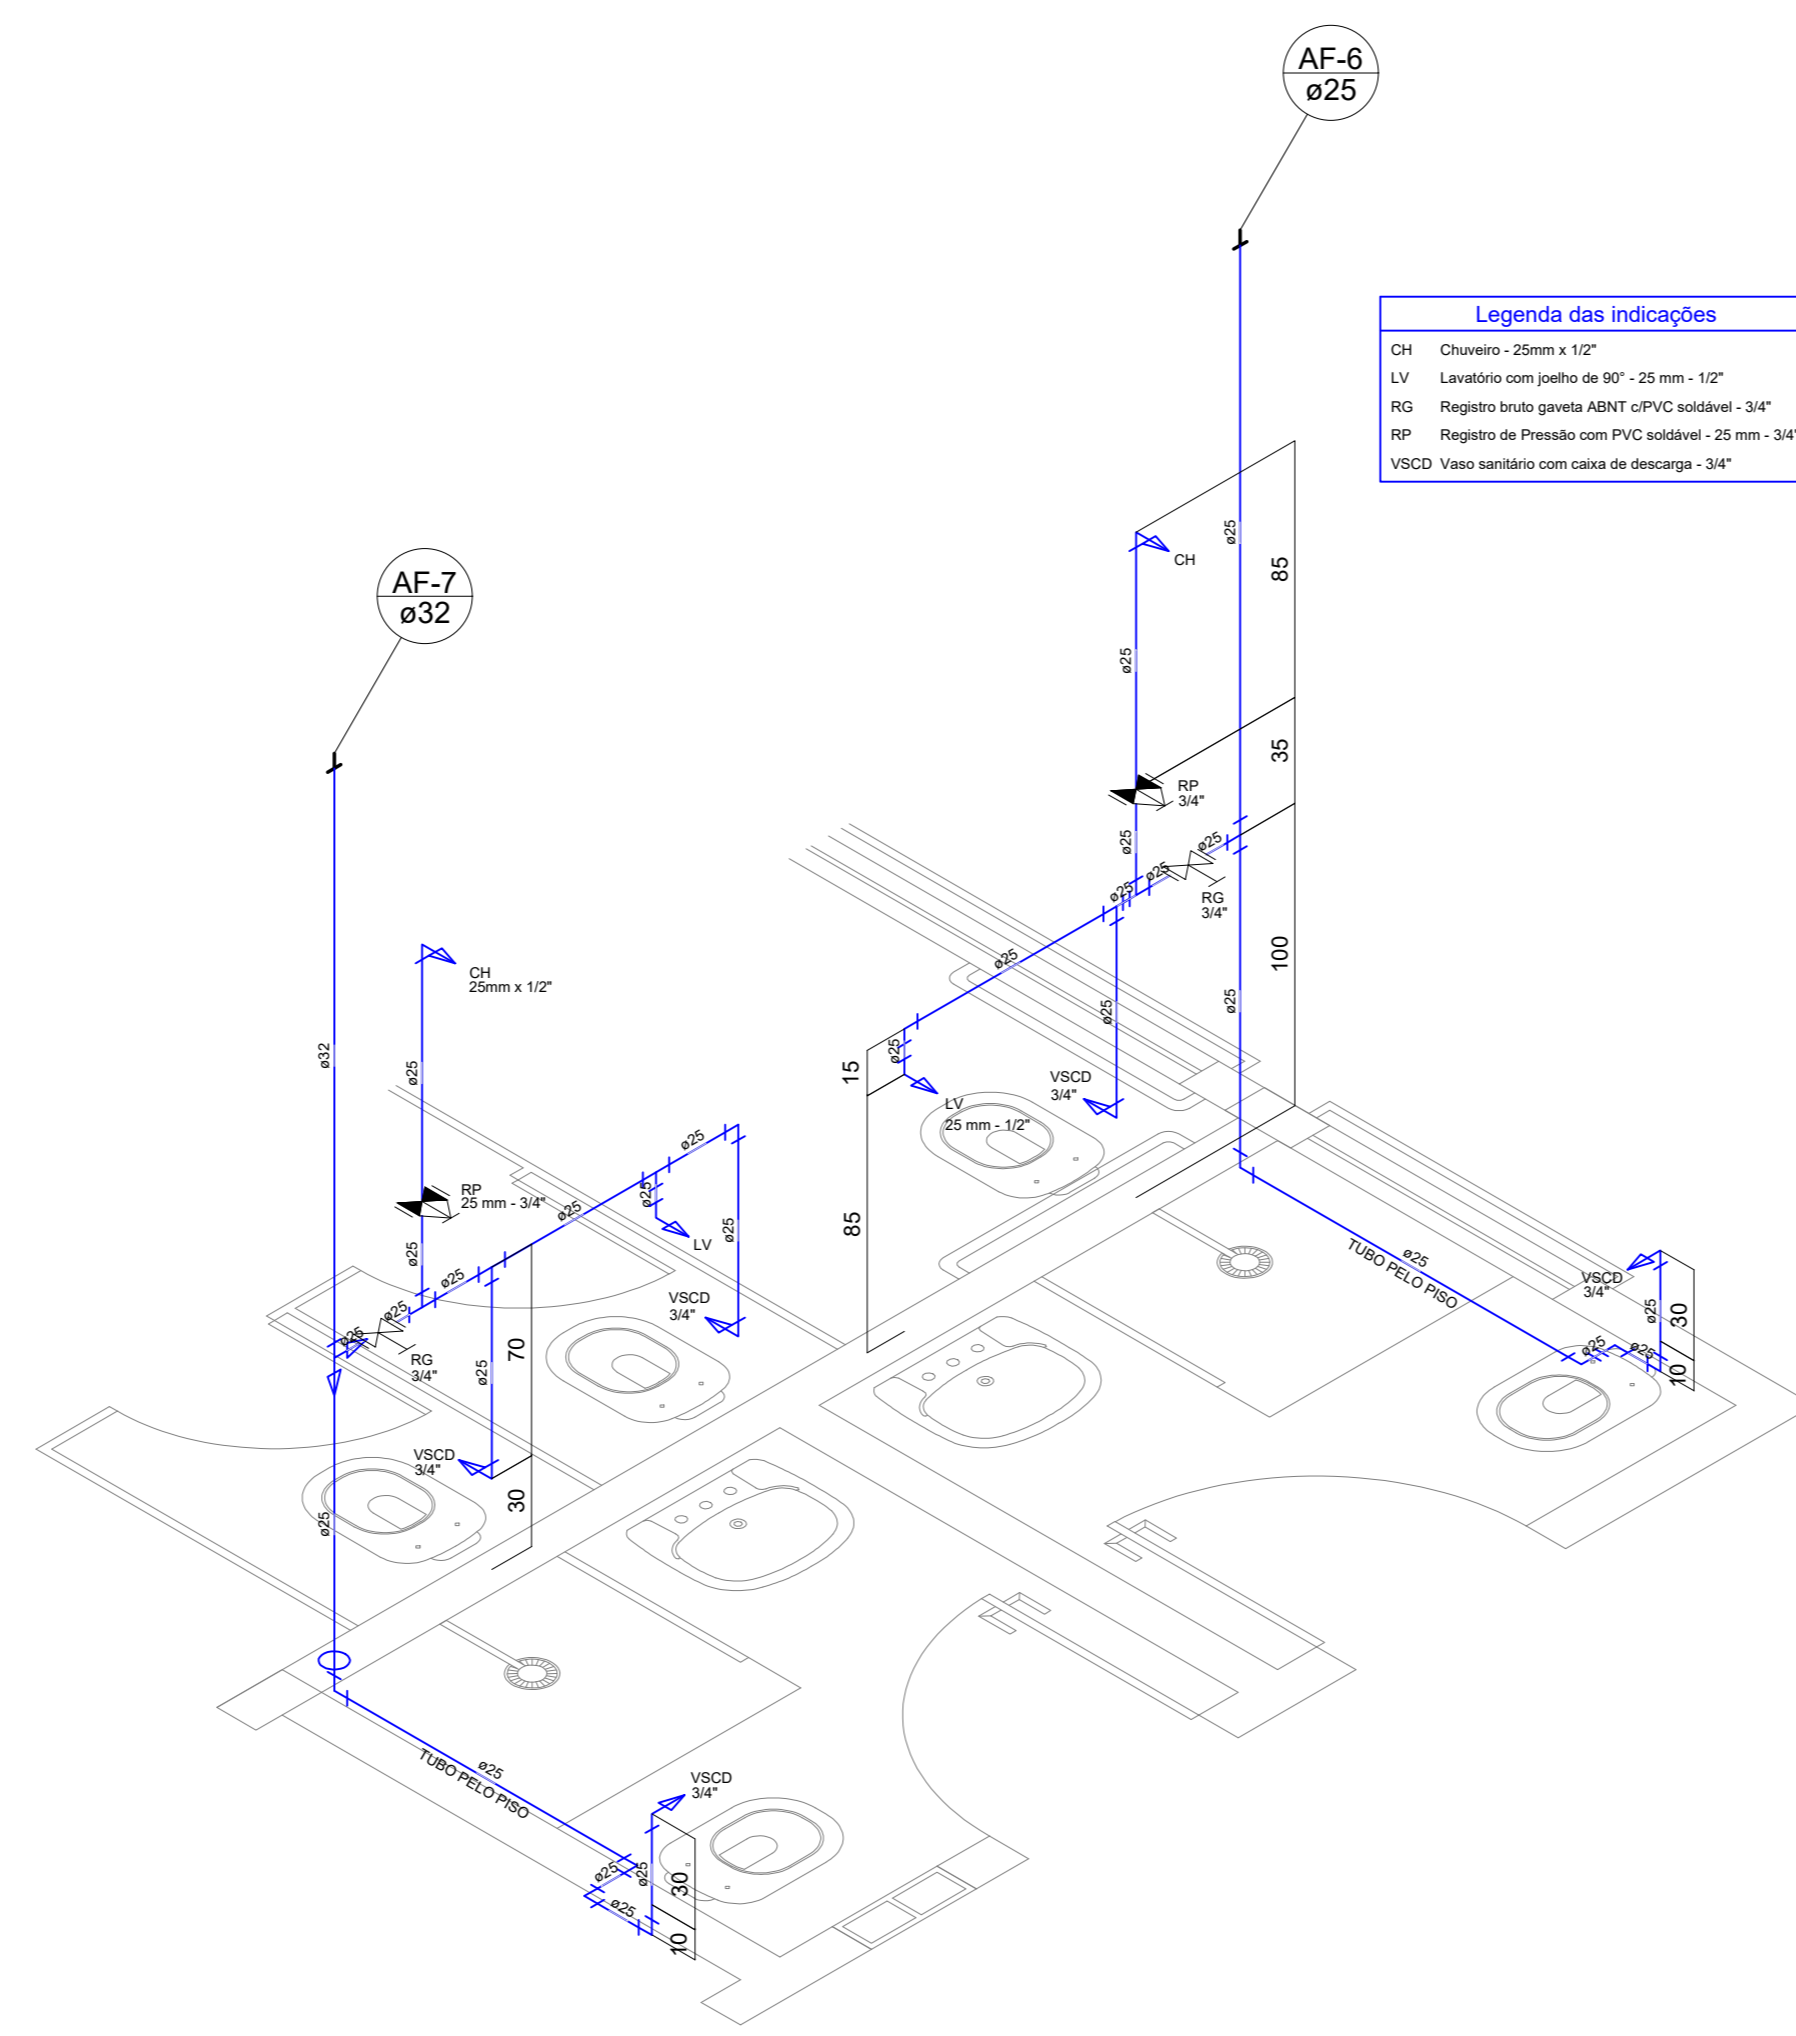 AF-6
ø25
Legenda das indicações
CH Chuveiro - 25mm x 1/2"
LV Lavatório com joelho de 90° - 25 mm - 1/2"
RG Registro bruto gaveta ABNT c/PVC soldável - 3/4"
RP Registro de Pressão com PVC soldável - 25 mm - 3/4"
VSCD Vaso sanitário com caixa de descarga - 3/4"
ø25
CH
85
AF-7
ø32
ø25
35
RP
3/4"
ø25
ø25
ø25
ø25
RG
3/4"
100
ø25
ø25
ø25
CH
25mm x 1/2"
ø32
ø25
15
ø25
VSCD
3/4"
LV
25 mm - 1/2"
ø25
RP
25 mm - 3/4"
ø25
ø25
ø25
LV
85
ø25
TUBO PELO PISO
ø25
ø25
ø25
VSCD
3/4"
VSCD
3/4"
ø25
30
ø25
ø25
RG
3/4"
70
ø25
ø25
ø25
10
VSCD
3/4"
30
ø25
ø25
TUBO PELO PISO
VSCD
3/4"
ø25
ø25
30
ø25
10